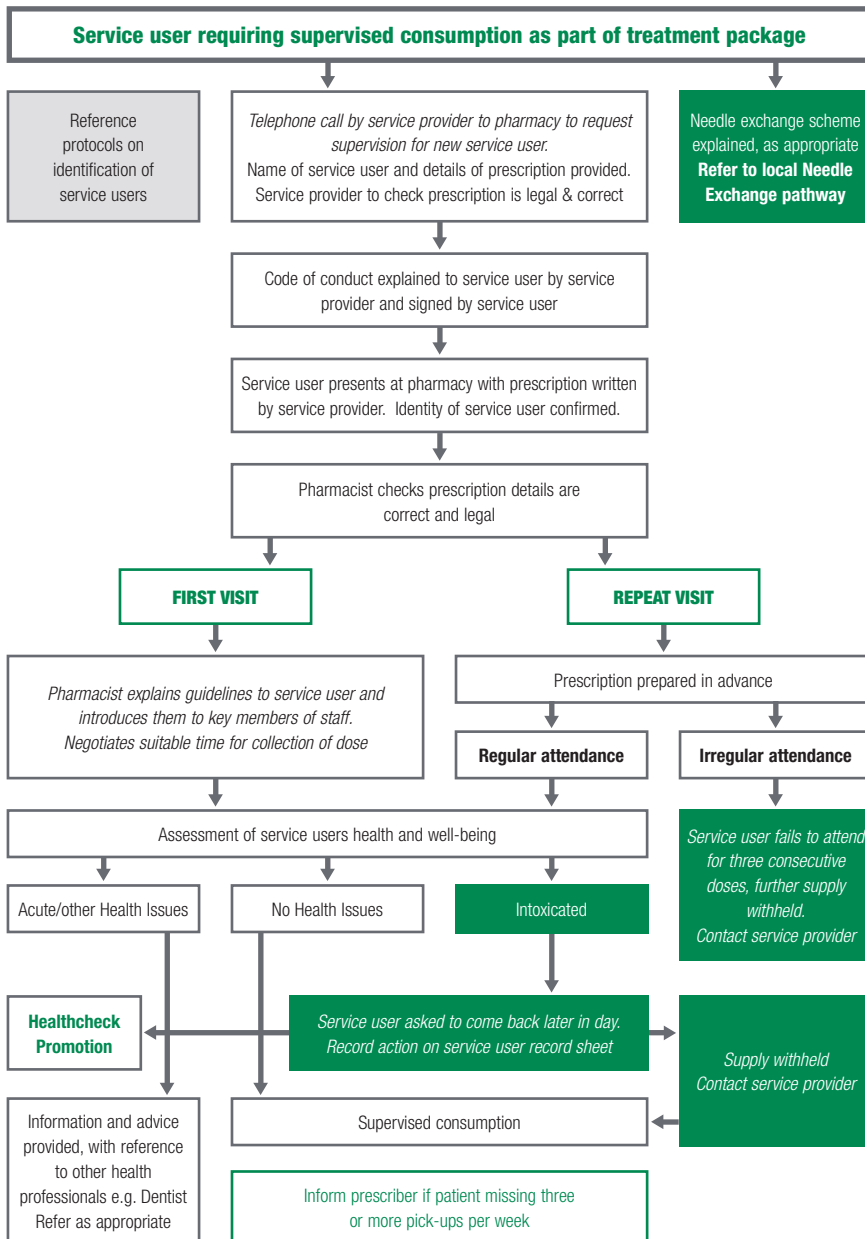 Service user requiring supervised consumption as part of treatment package
Reference
protocols on
identification of
service users
Telephone call by service provider to pharmacy to request
supervision for new service user.
Name of service user and details of prescription provided.
Service provider to check prescription is legal & correct
Needle exchange scheme
explained, as appropriate
Refer to local Needle
Exchange pathway
Code of conduct explained to service user by service
provider and signed by service user
Service user presents at pharmacy with prescription written
by service provider. Identity of service user confirmed.
Pharmacist checks prescription details are
correct and legal
FIRST VISIT
REPEAT VISIT
Pharmacist explains guidelines to service user and
introduces them to key members of staff.
Negotiates suitable time for collection of dose
Prescription prepared in advance
Regular attendance
Irregular attendance
Assessment of service users health and well-being
Service user fails to attend
for three consecutive
doses, further supply
withheld.
Contact service provider
Acute/other Health Issues
No Health Issues
Intoxicated
Healthcheck
Promotion
Service user asked to come back later in day.
Record action on service user record sheet
Supply withheld
Contact service provider
Information and advice
provided, with reference
to other health
professionals e.g. Dentist
Refer as appropriate
Supervised consumption
Inform prescriber if patient missing three
or more pick-ups per week